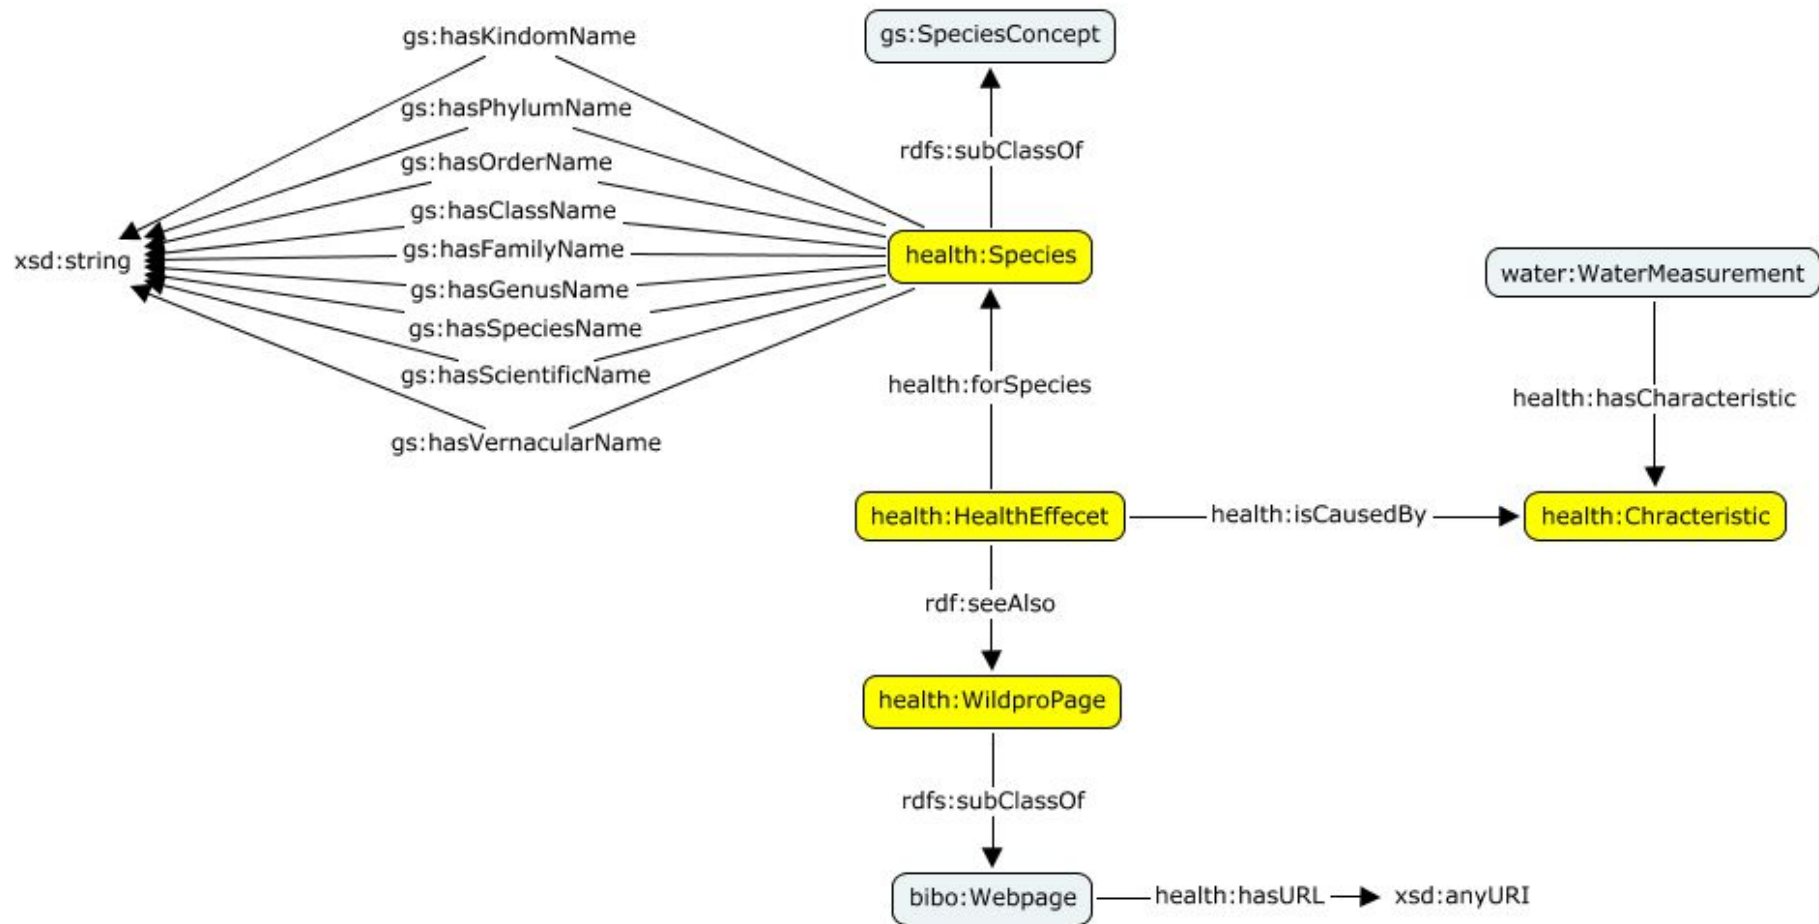 gs:hasKindomName
gs:SpeciesConcept
gs:hasPhylumName
rdfs:subClassOf
gs:hasOrderName
gs:hasClassName
gs:hasFamilyName
health:Species
xsd:string
water:WaterMeasurement
gs:hasGenusName
gs:hasSpeciesName
gs:hasScientificName
health:forSpecies
health:hasCharacteristic
gs:hasVernacularName
health:HealthEffecet
health:isCausedBy
health:Chracteristic
rdf:seeAlso
health:WildproPage
rdfs:subClassOf
bibo:Webpage
health:hasURL
xsd:anyURI